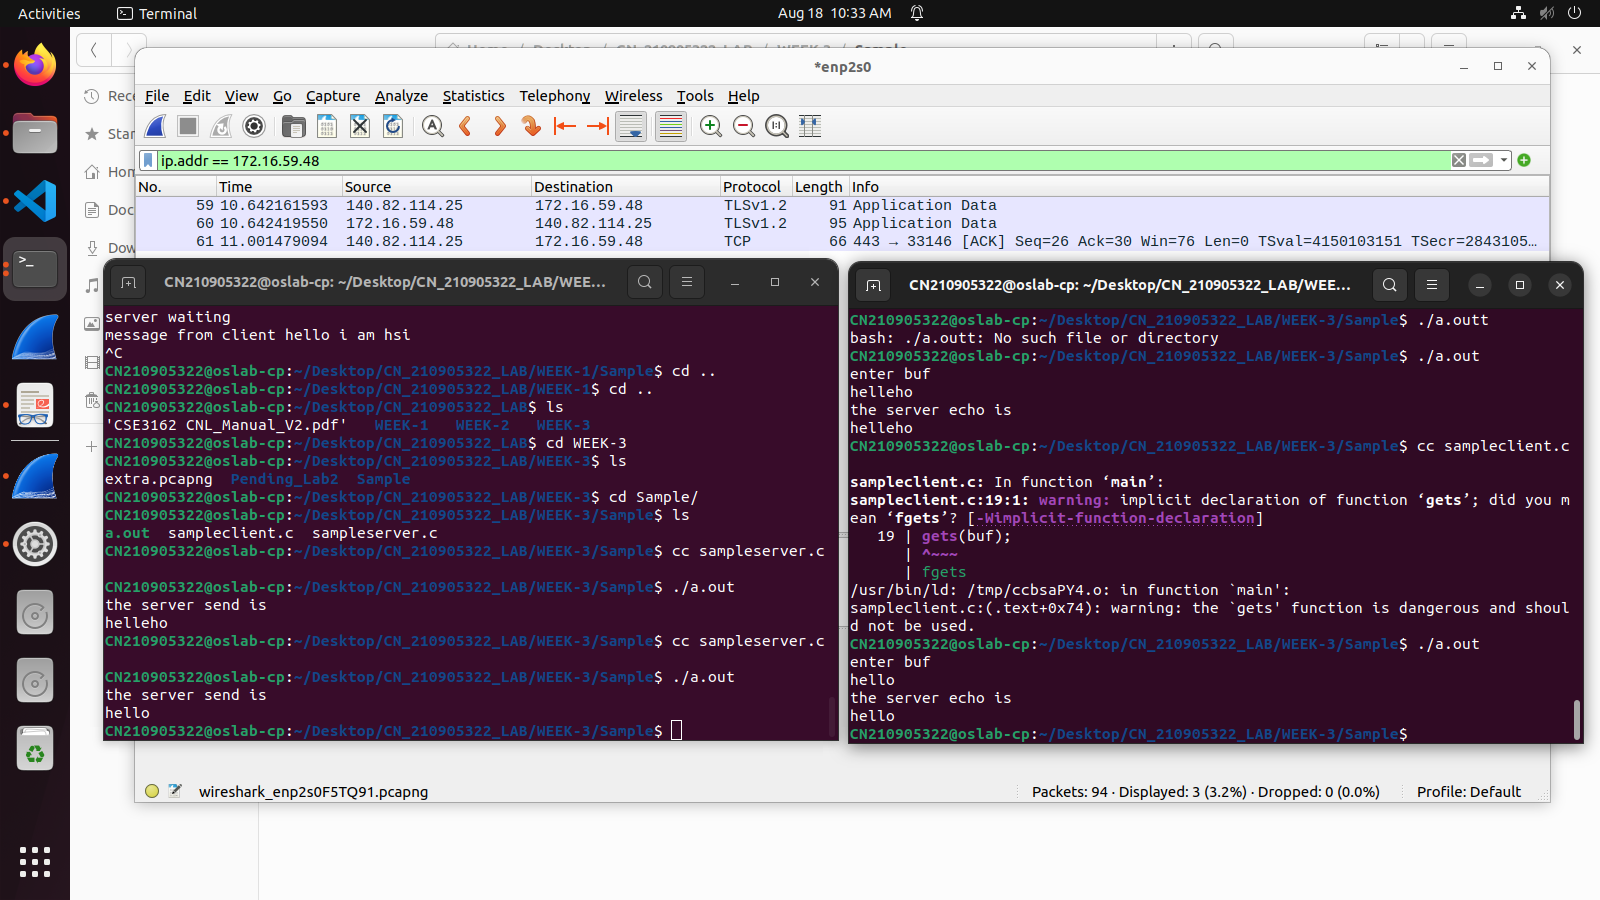 Activities
Terminal
Aug 18 10:33 AM
*enp2s0
File Edit View Go Capture Analyze Statistics Telephony Wireless Tools Help
ip.addr == 172.16.59.48
No. Time Source Destination Protocol Length Info
59 10.642161593 140.82.114.25 172.16.59.48 TLSv1.2 91 Application Data
60 10.642419550 172.16.59.48 140.82.114.25 TLSv1.2 95 Application Data
61 11.001479094 140.82.114.25 172.16.59.48 TCP 66 443 → 33146 [ACK] Seq=26 Ack=30 Win=76 Len=0 TSval=4150103151 TSecr=2843105…
CN210905322@oslab-cp: ~/Desktop/CN_210905322_LAB/WEE...
server waiting
message from client hello i am hsi
^C
CN210905322@oslab-cp:~/Desktop/CN_210905322_LAB/WEEK-1/Sample$ cd ..
CN210905322@oslab-cp:~/Desktop/CN_210905322_LAB/WEEK-1$ cd ..
CN210905322@oslab-cp:~/Desktop/CN_210905322_LAB$ ls
'CSE3162 CNL_Manual_V2.pdf' WEEK-1 WEEK-2 WEEK-3
CN210905322@oslab-cp:~/Desktop/CN_210905322_LAB$ cd WEEK-3
CN210905322@oslab-cp:~/Desktop/CN_210905322_LAB/WEEK-3$ ls
extra.pcapng Pending_Lab2 Sample
CN210905322@oslab-cp:~/Desktop/CN_210905322_LAB/WEEK-3$ cd Sample/
CN210905322@oslab-cp:~/Desktop/CN_210905322_LAB/WEEK-3/Sample$ ls
a.out sampleclient.c sampleserver.c
CN210905322@oslab-cp:~/Desktop/CN_210905322_LAB/WEEK-3/Sample$ cc sampleserver.c
CN210905322@oslab-cp:~/Desktop/CN_210905322_LAB/WEEK-3/Sample$ ./a.out
the server send is
helleho
CN210905322@oslab-cp:~/Desktop/CN_210905322_LAB/WEEK-3/Sample$ cc sampleserver.c
CN210905322@oslab-cp:~/Desktop/CN_210905322_LAB/WEEK-3/Sample$ ./a.out
the server send is
hello
CN210905322@oslab-cp:~/Desktop/CN_210905322_LAB/WEEK-3/Sample$
CN210905322@oslab-cp: ~/Desktop/CN_210905322_LAB/WEE...
CN210905322@oslab-cp:~/Desktop/CN_210905322_LAB/WEEK-3/Sample$ ./a.outt
bash: ./a.outt: No such file or directory
CN210905322@oslab-cp:~/Desktop/CN_210905322_LAB/WEEK-3/Sample$ ./a.out
enter buf
helleho
the server echo is
helleho
CN210905322@oslab-cp:~/Desktop/CN_210905322_LAB/WEEK-3/Sample$ cc sampleclient.c
sampleclient.c: In function ‘main’:
sampleclient.c:19:1: warning: implicit declaration of function ‘gets’; did you m
ean ‘fgets’? [-Wimplicit-function-declaration]
19 | gets(buf);
| ^~~~
| fgets
/usr/bin/ld: /tmp/ccbsaPY4.o: in function `main':
sampleclient.c:(.text+0x74): warning: the `gets' function is dangerous and shoul
d not be used.
CN210905322@oslab-cp:~/Desktop/CN_210905322_LAB/WEEK-3/Sample$ ./a.out
enter buf
hello
the server echo is
hello
CN210905322@oslab-cp:~/Desktop/CN_210905322_LAB/WEEK-3/Sample$
wireshark_enp2s0F5TQ91.pcapng
Packets: 94 · Displayed: 3 (3.2%) · Dropped: 0 (0.0%)
Profile: Default